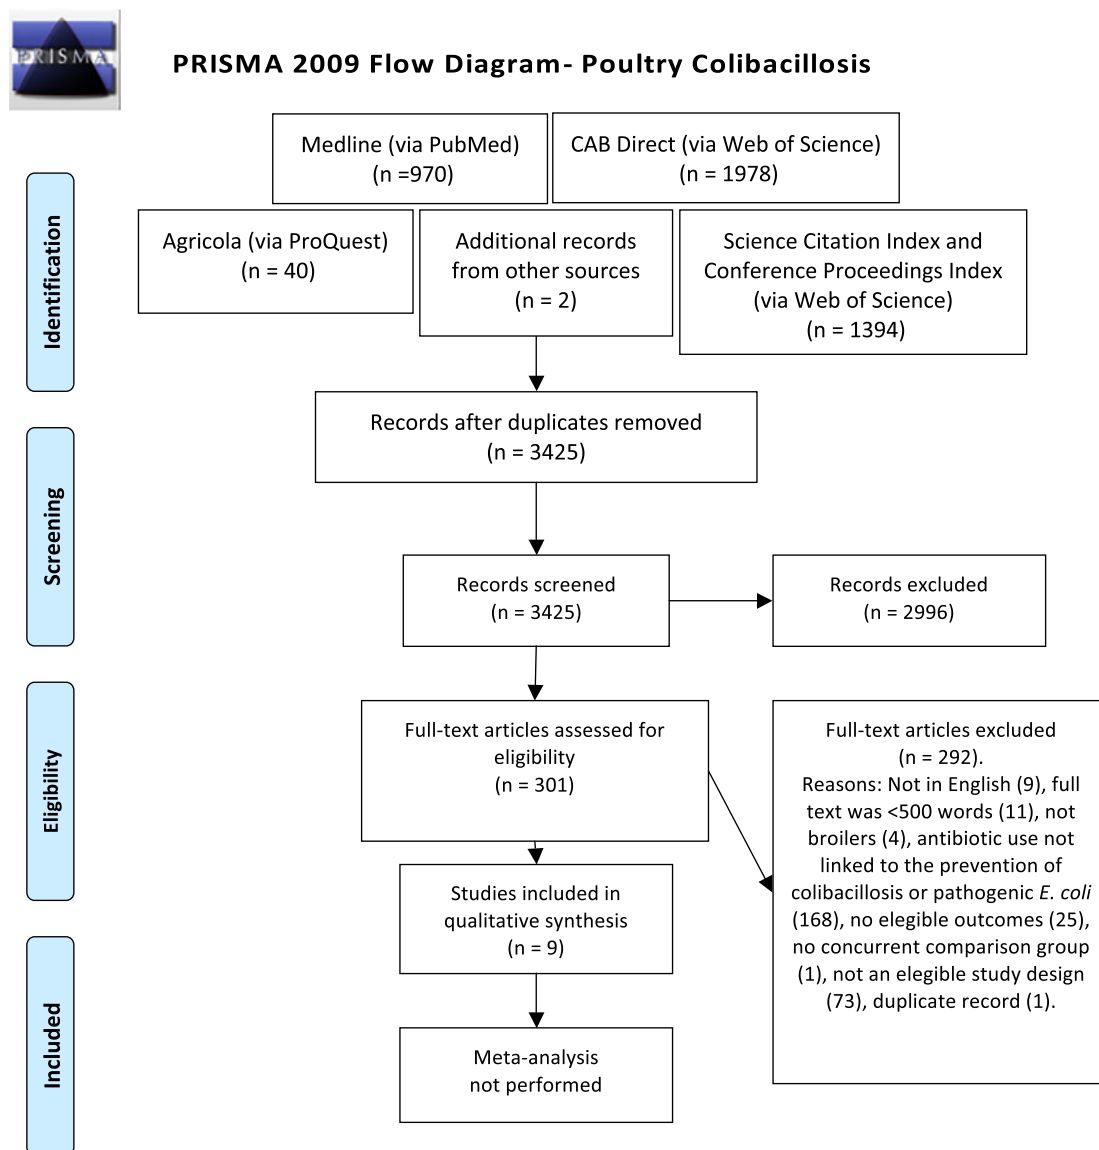 PRISMA
PRISMA 2009 Flow Diagram- Poultry Colibacillosis
Medline (via PubMed)
(n =970)
CAB Direct (via Web of Science)
(n = 1978)
Agricola (via ProQuest)
(n = 40)
Additional records
from other sources
(n = 2)
Science Citation Index and
Conference Proceedings Index
(via Web of Science)
(n = 1394)
Identification
Records after duplicates removed
(n = 3425)
Screening
Records screened
(n = 3425)
Records excluded
(n = 2996)
Eligibility
Full-text articles assessed for
eligibility
(n = 301)
Full-text articles excluded
(n = 292).
Reasons: Not in English (9), full
text was <500 words (11), not
broilers (4), antibiotic use not
linked to the prevention of
colibacillosis or pathogenic E. coli
(168), no elegible outcomes (25),
no concurrent comparison group
(1), not an elegible study design
(73), duplicate record (1).
Studies included in
qualitative synthesis
(n = 9)
Included
Meta-analysis
not performed